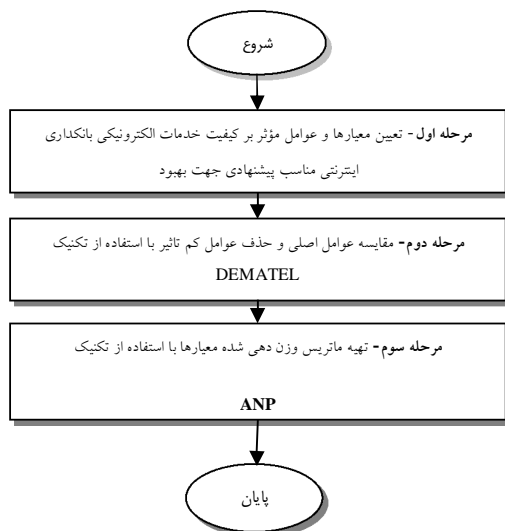 شروع
مرحله اول - تعیین معیارها و عوامل مؤثر بر کیفیت خدمات الکترونیکی بانکداری
اینترنتی مناسب پیشنهادی جهت بهبود
مرحله دوم- مقایسه عوامل اصلی و حذف عوامل کم تاثیر با استفاده از تکنیک
DEMATEL
مرحله سوم- تهیه ماتریس وزن دهی شده معیارها با استفاده از تکنیک
ANP
پایان